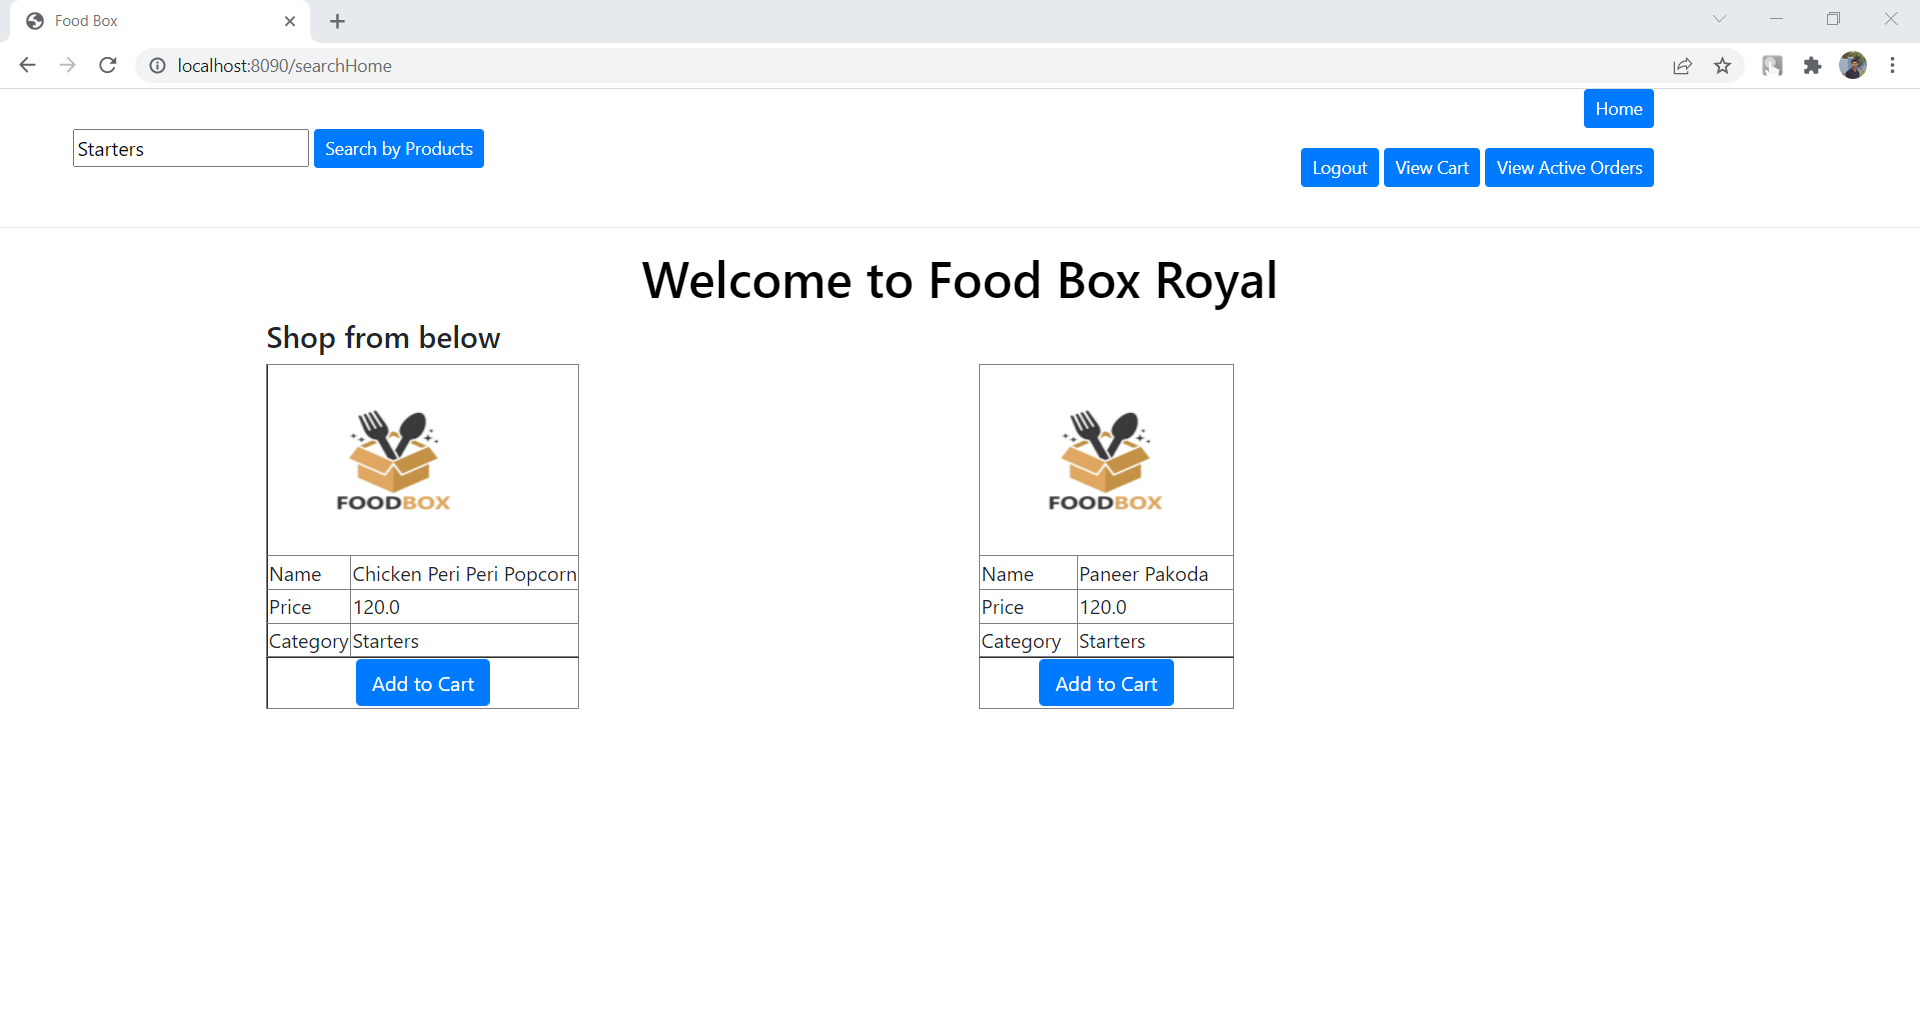 Food Box
localhost:8090/searchHome
Home
Starters
Search by Products
Logout
View Cart
View Active Orders
Welcome to Food Box Royal
Shop from below
FOODBOX
Name
Chicken Peri Peri Popcorn
Price
120.0
Category
Starters
Add to Cart
FOODBOX
Name
Paneer Pakoda
Price
120.0
Category
Starters
Add to Cart